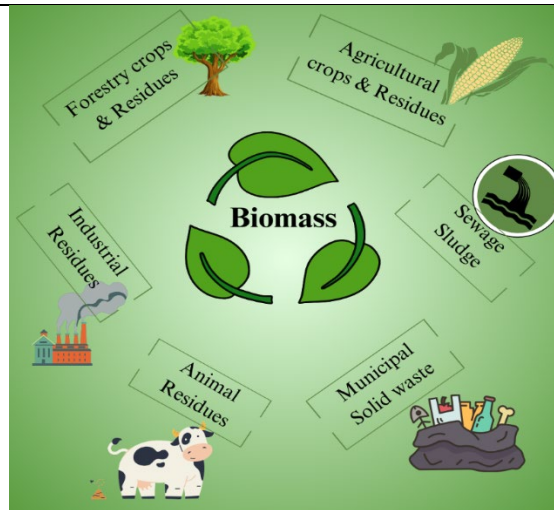 Forestry crops
& Residues
Agricultural
crops & Residues
Biomass
Industrial
Residues
Sewage
Sludge
Animal
Residues
Municipal
Solid waste